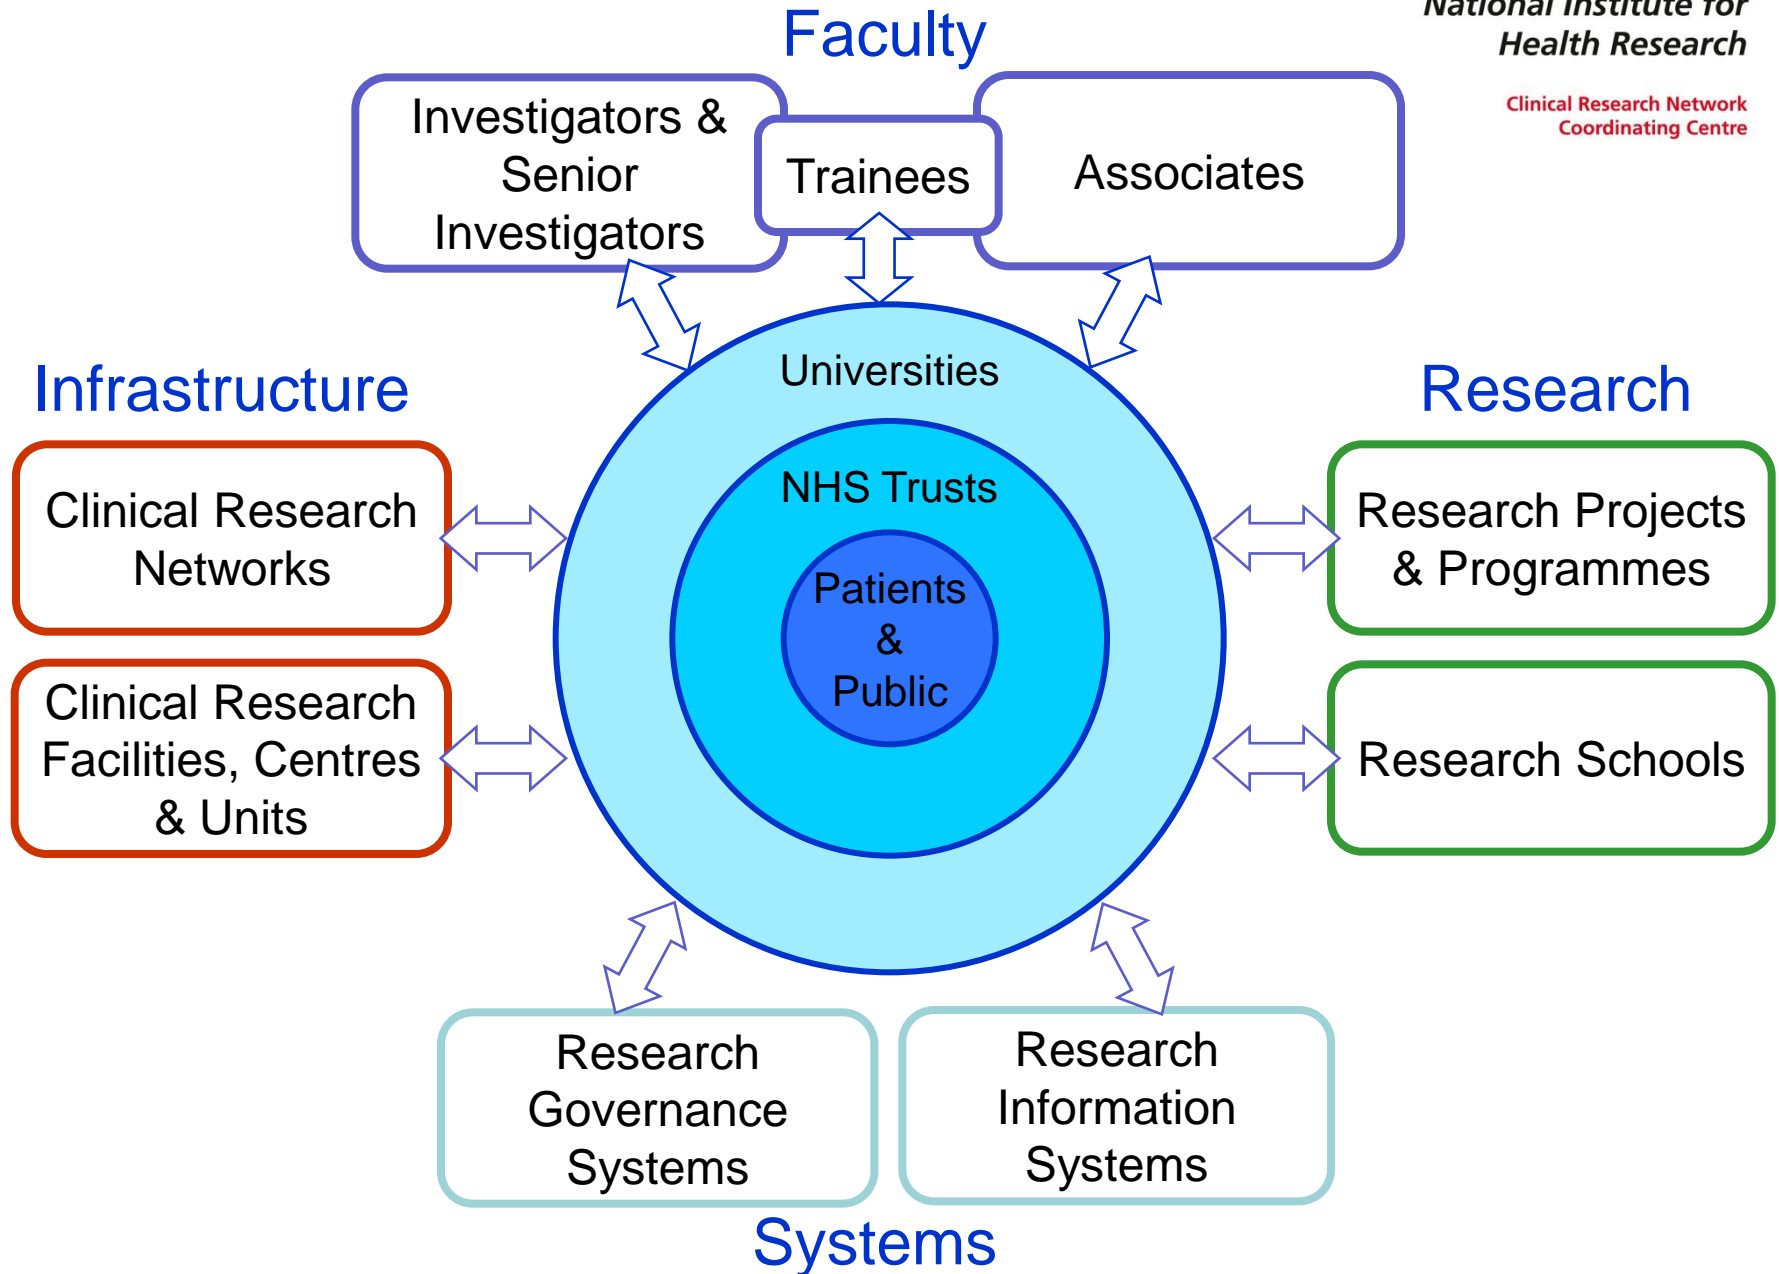 National Institute for
Health Research
Clinical Research Network
Coordinating Centre
Faculty
Investigators &
Senior
Investigators
Trainees
Associates
Infrastructure
Clinical Research
Networks
Clinical Research
Facilities, Centres
& Units
Universities
NHS Trusts
Patients
&
Public
Research
Research Projects
& Programmes
Research Schools
Research
Governance
Systems
Research
Information
Systems
Systems